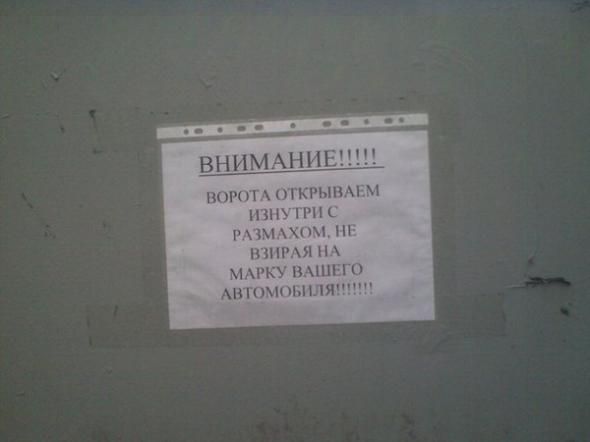 ВНИМАНИЕ!!!!!
ВОРОТА ОТКРЫВАЕМ
ИЗНУТРИ С
РАЗМАХОМ, НЕ
ВЗИРАЯ НА
МАРКУ ВАШЕГО
АВТОМОБИЛЯ!!!!!!!